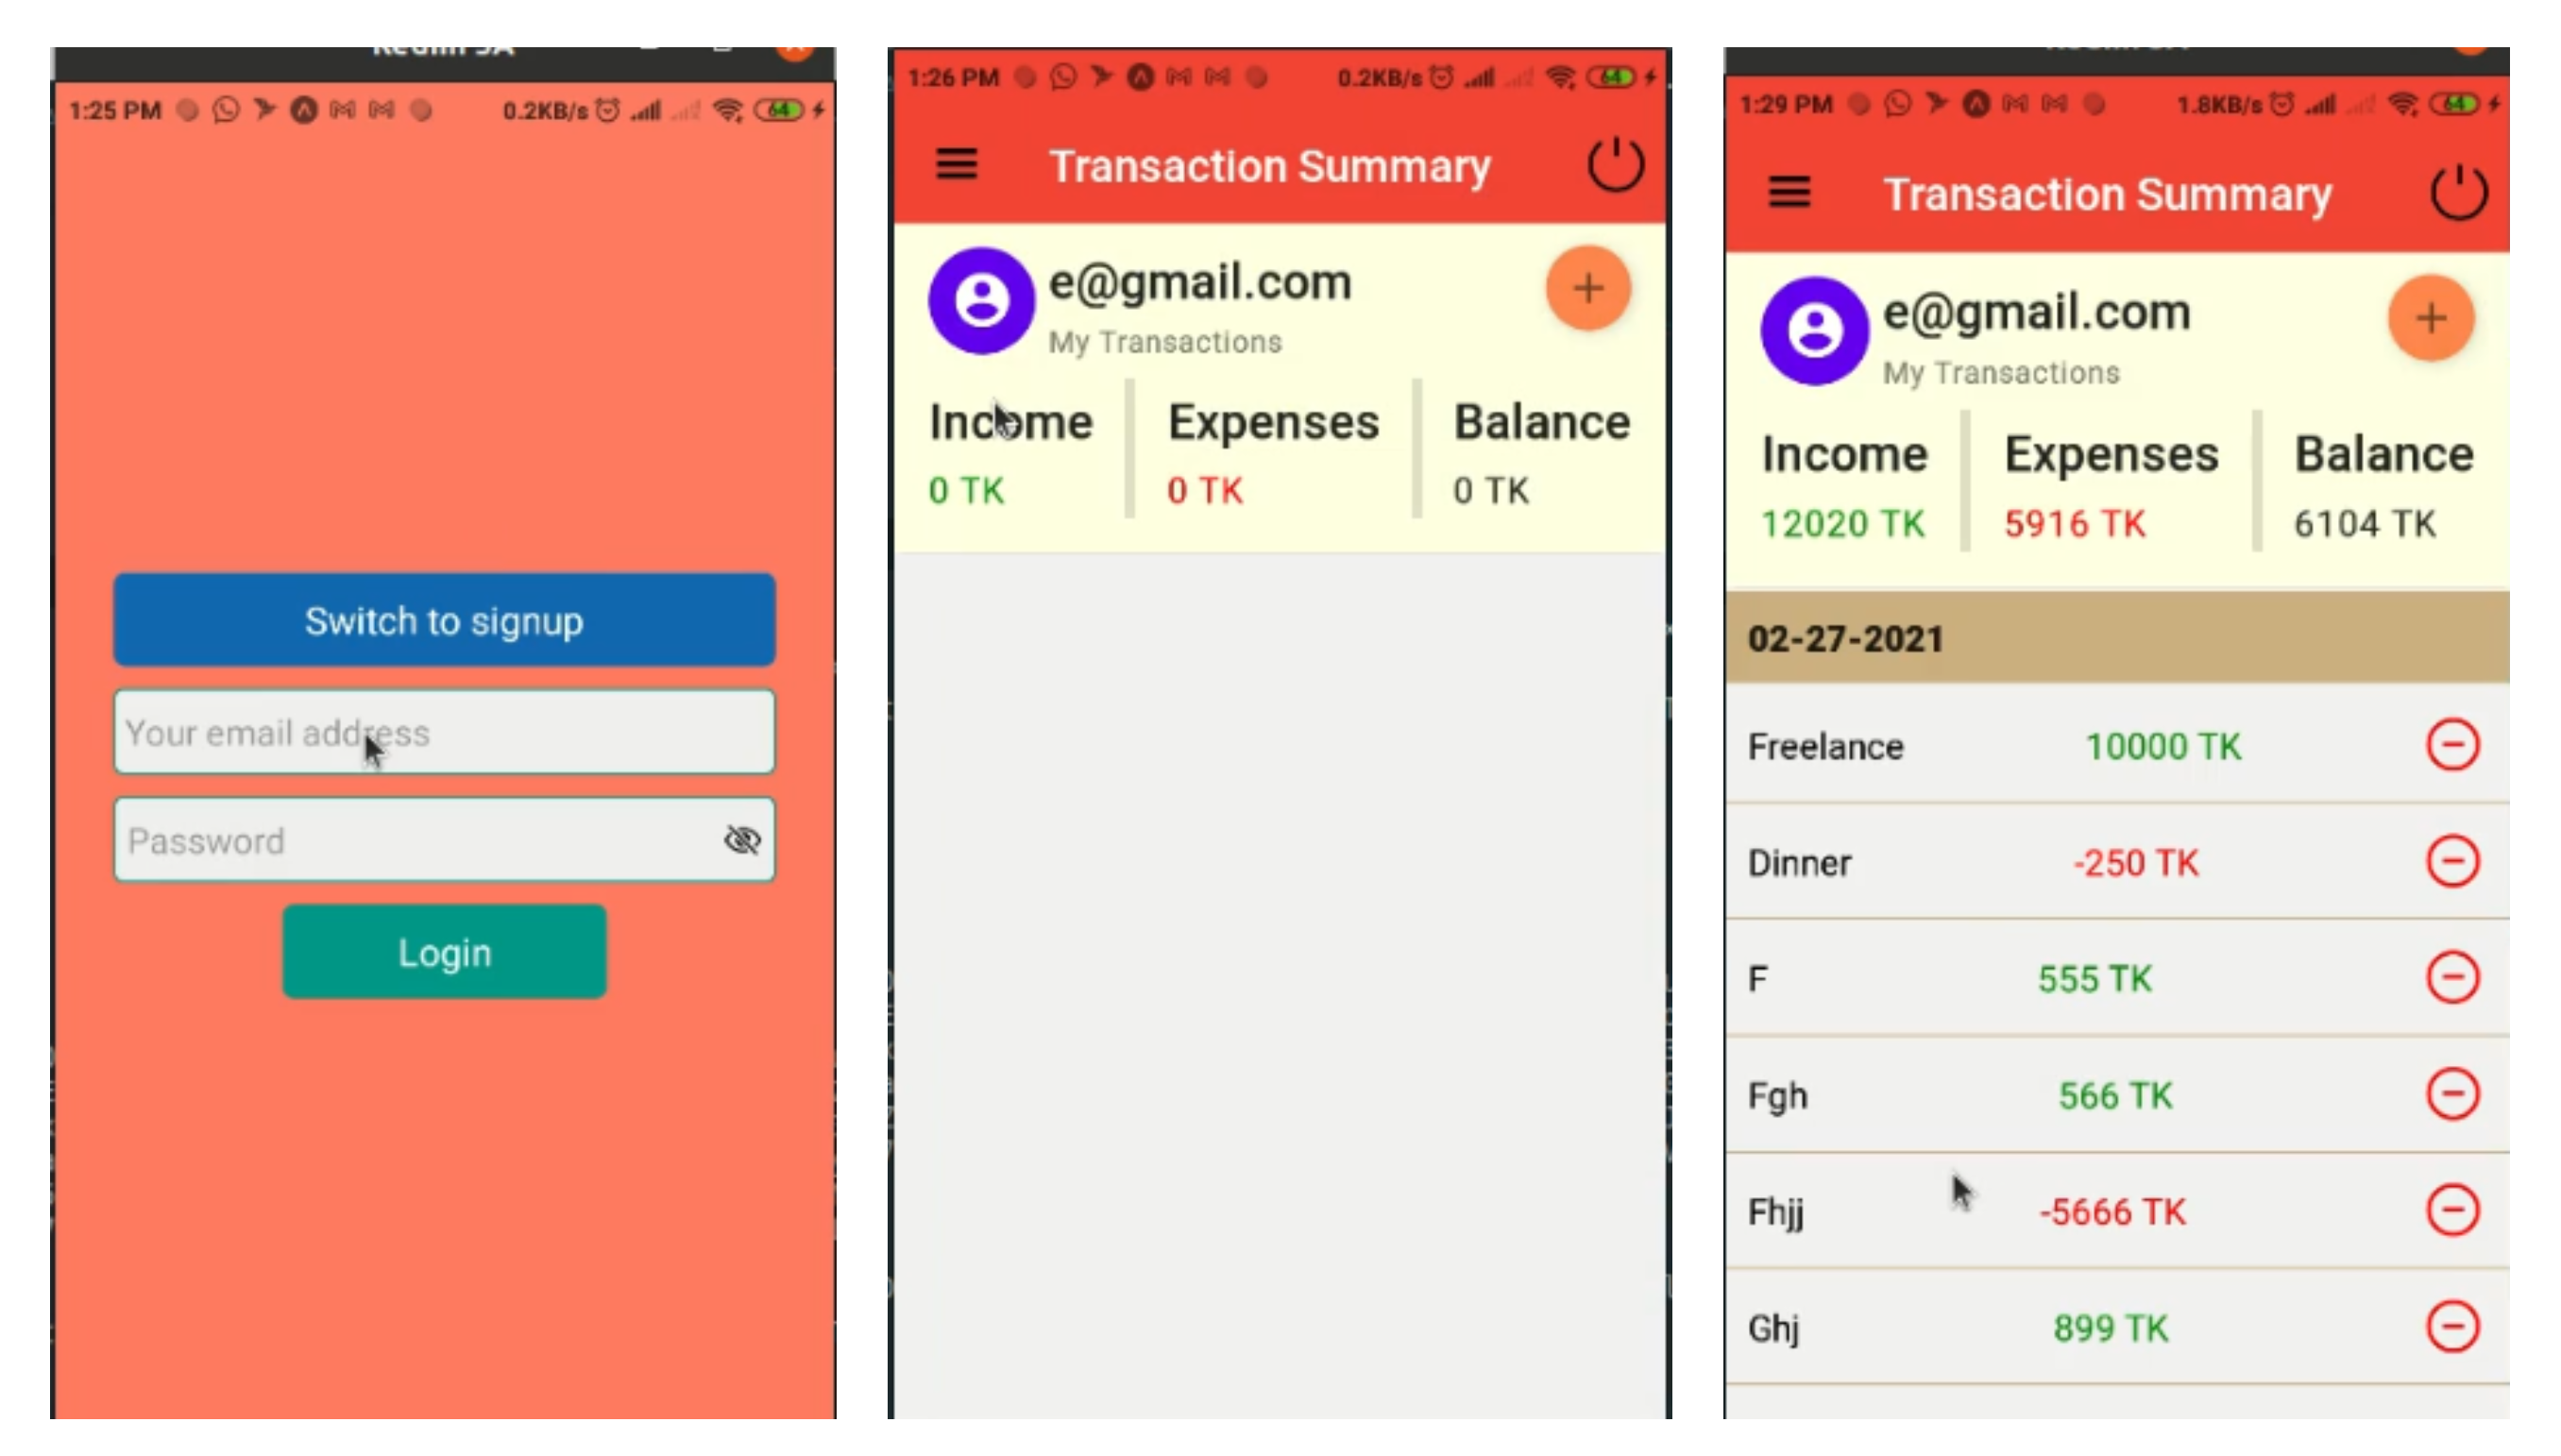 1:25 PM
0.2KB/s
64
Switch to signup
Your email address
Password
Login
1:26 PM
0.2KB/s
64
Transaction Summary
e@gmail.com
My Transactions
Income
Expenses
Balance
0 TK
0 TK
0 TK
1:29 PM
1.8KB/s
64
Transaction Summary
e@gmail.com
My Transactions
Income
Expenses
Balance
12020 TK
5916 TK
6104 TK
02-27-2021
Freelance 10000 TK
Dinner -250 TK
F 555 TK
Fgh 566 TK
Fhjj -5666 TK
Ghj 899 TK